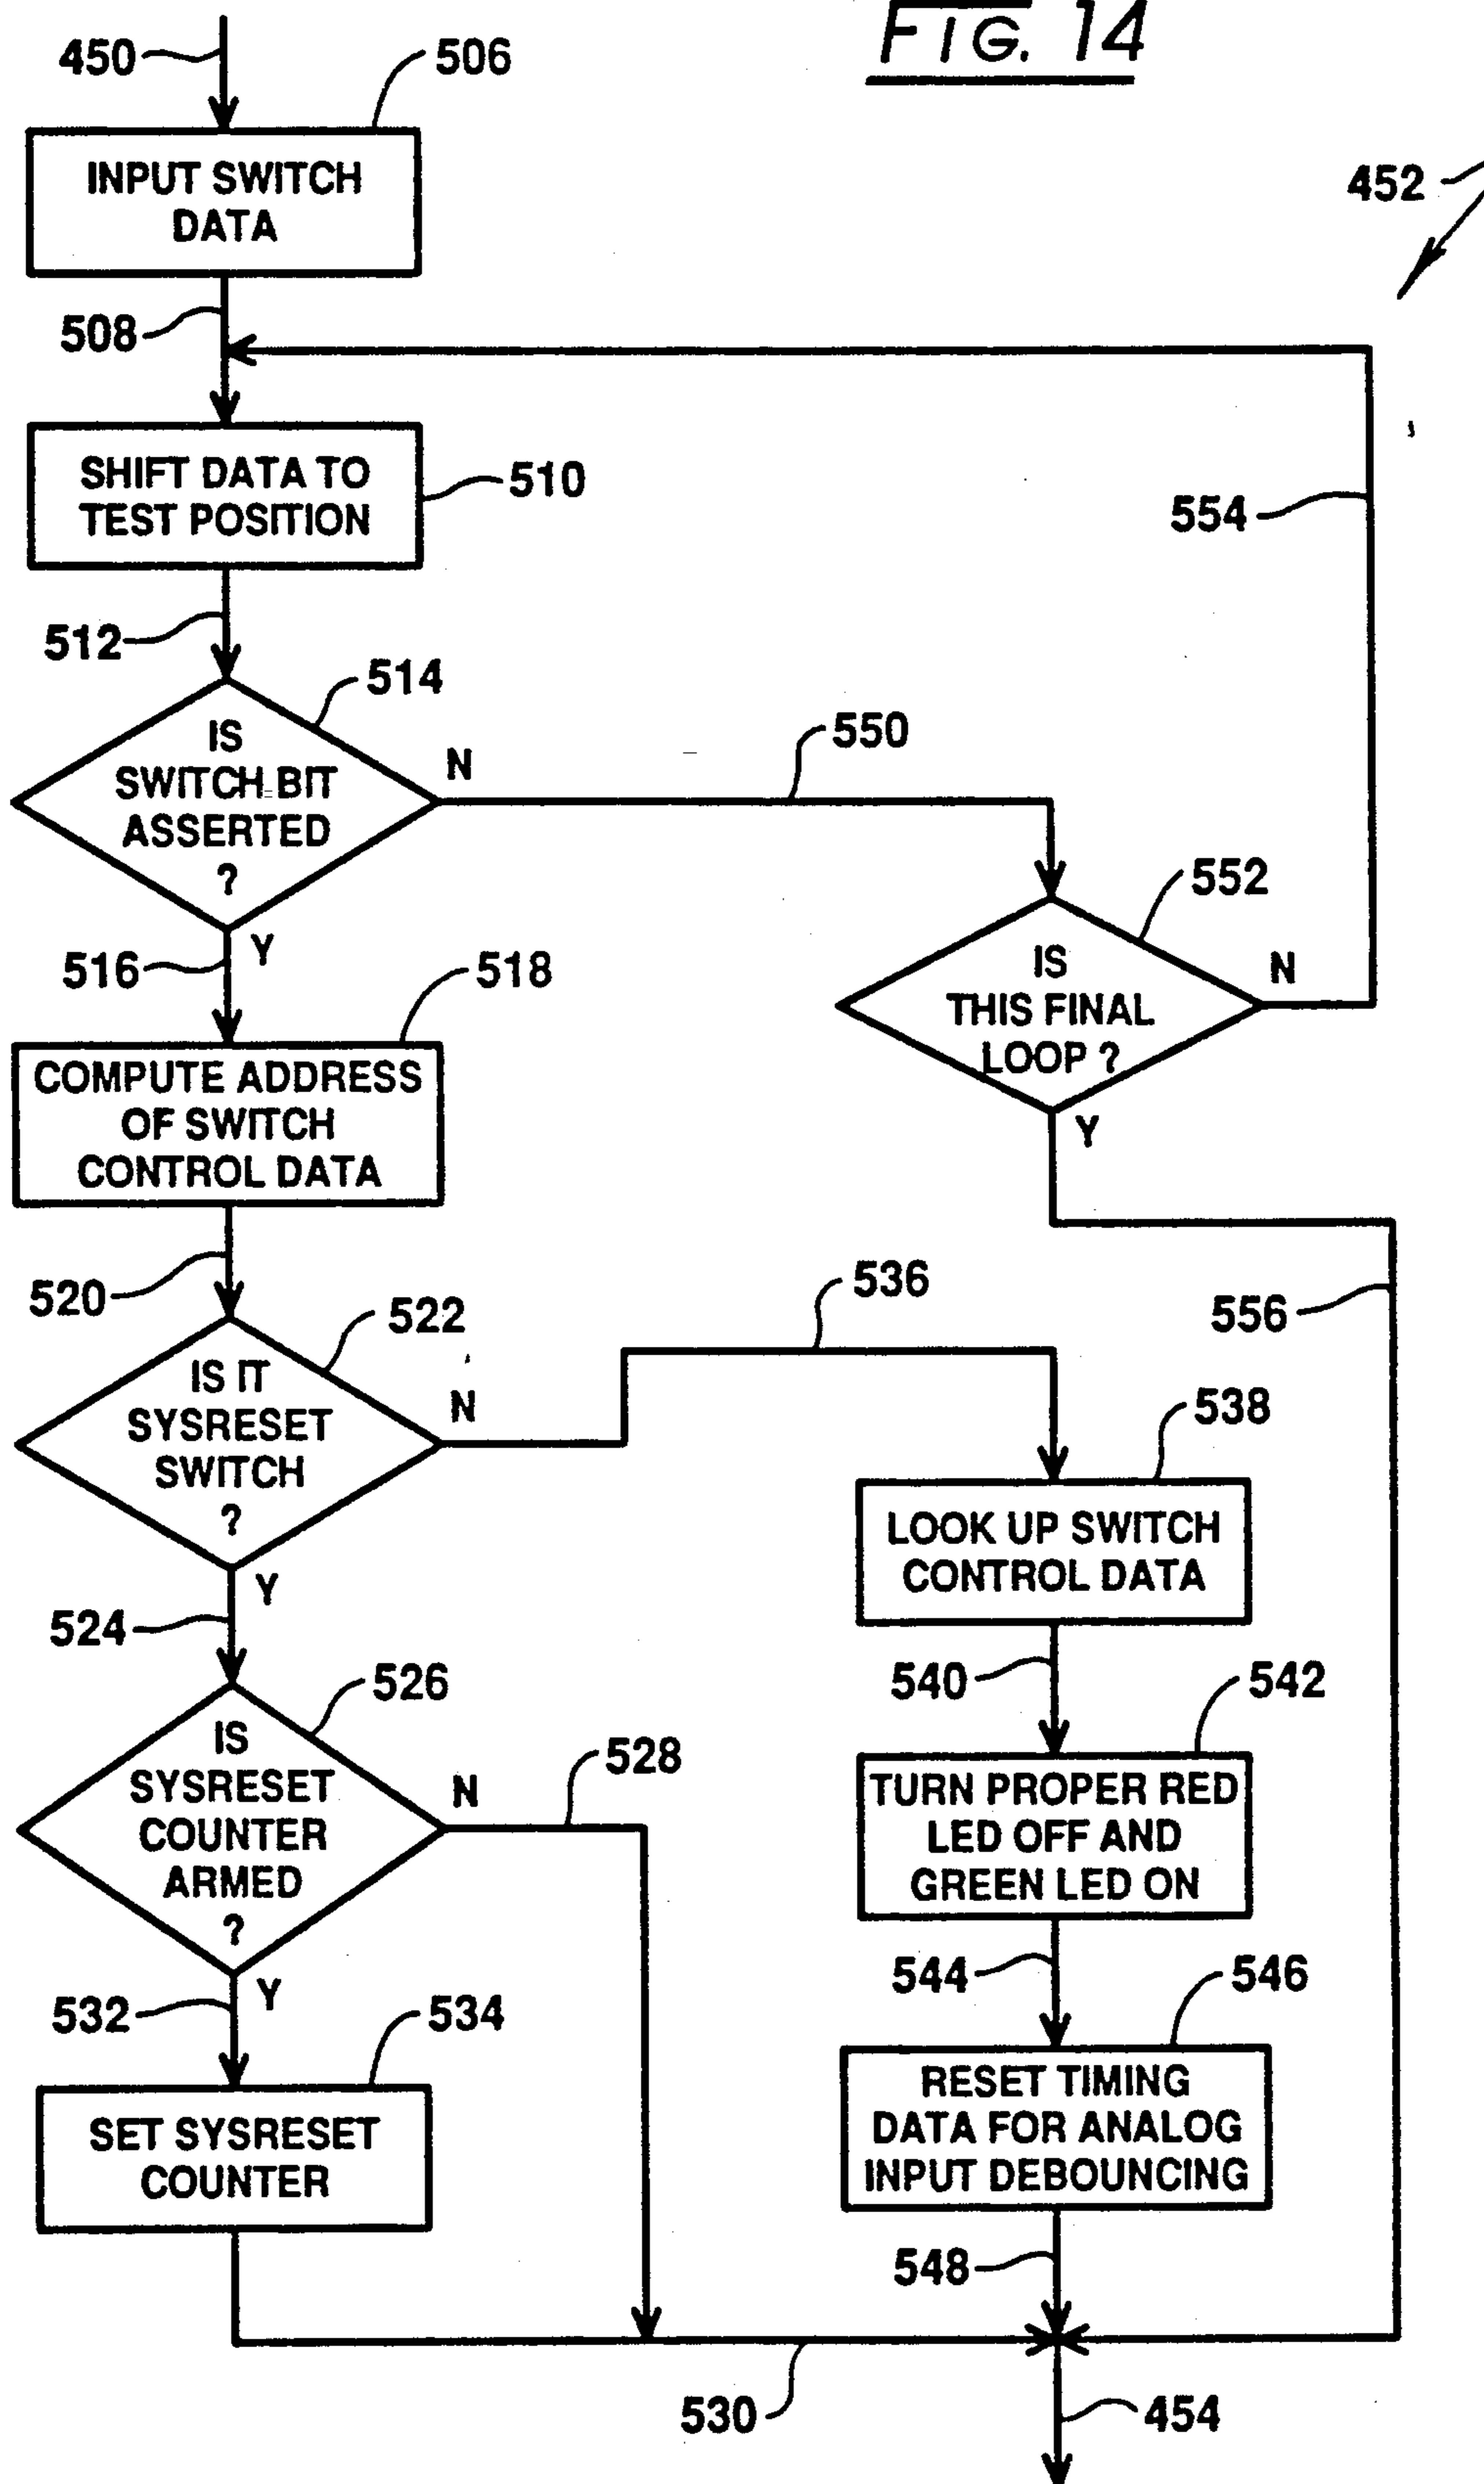 FIG. 14
450
506
INPUT SWITCH
DATA
452
508
SHIFT DATA TO
TEST POSITION
510
554
512
514
IS
SWITCH BIT
ASSERTED
?
N
550
Y
516
518
552
IS
THIS FINAL
LOOP ?
N
Y
COMPUTE ADDRESS
OF SWITCH
CONTROL DATA
520
522
536
556
IS IT
SYSRESET
SWITCH
?
N
Y
538
LOOK UP SWITCH
CONTROL DATA
524
526
540
542
IS
SYSRESET
COUNTER
ARMED
?
N
528
Y
TURN PROPER RED
LED OFF AND
GREEN LED ON
532
534
544
546
SET SYSRESET
COUNTER
RESET TIMING
DATA FOR ANALOG
INPUT DEBOUNCING
548
530
454